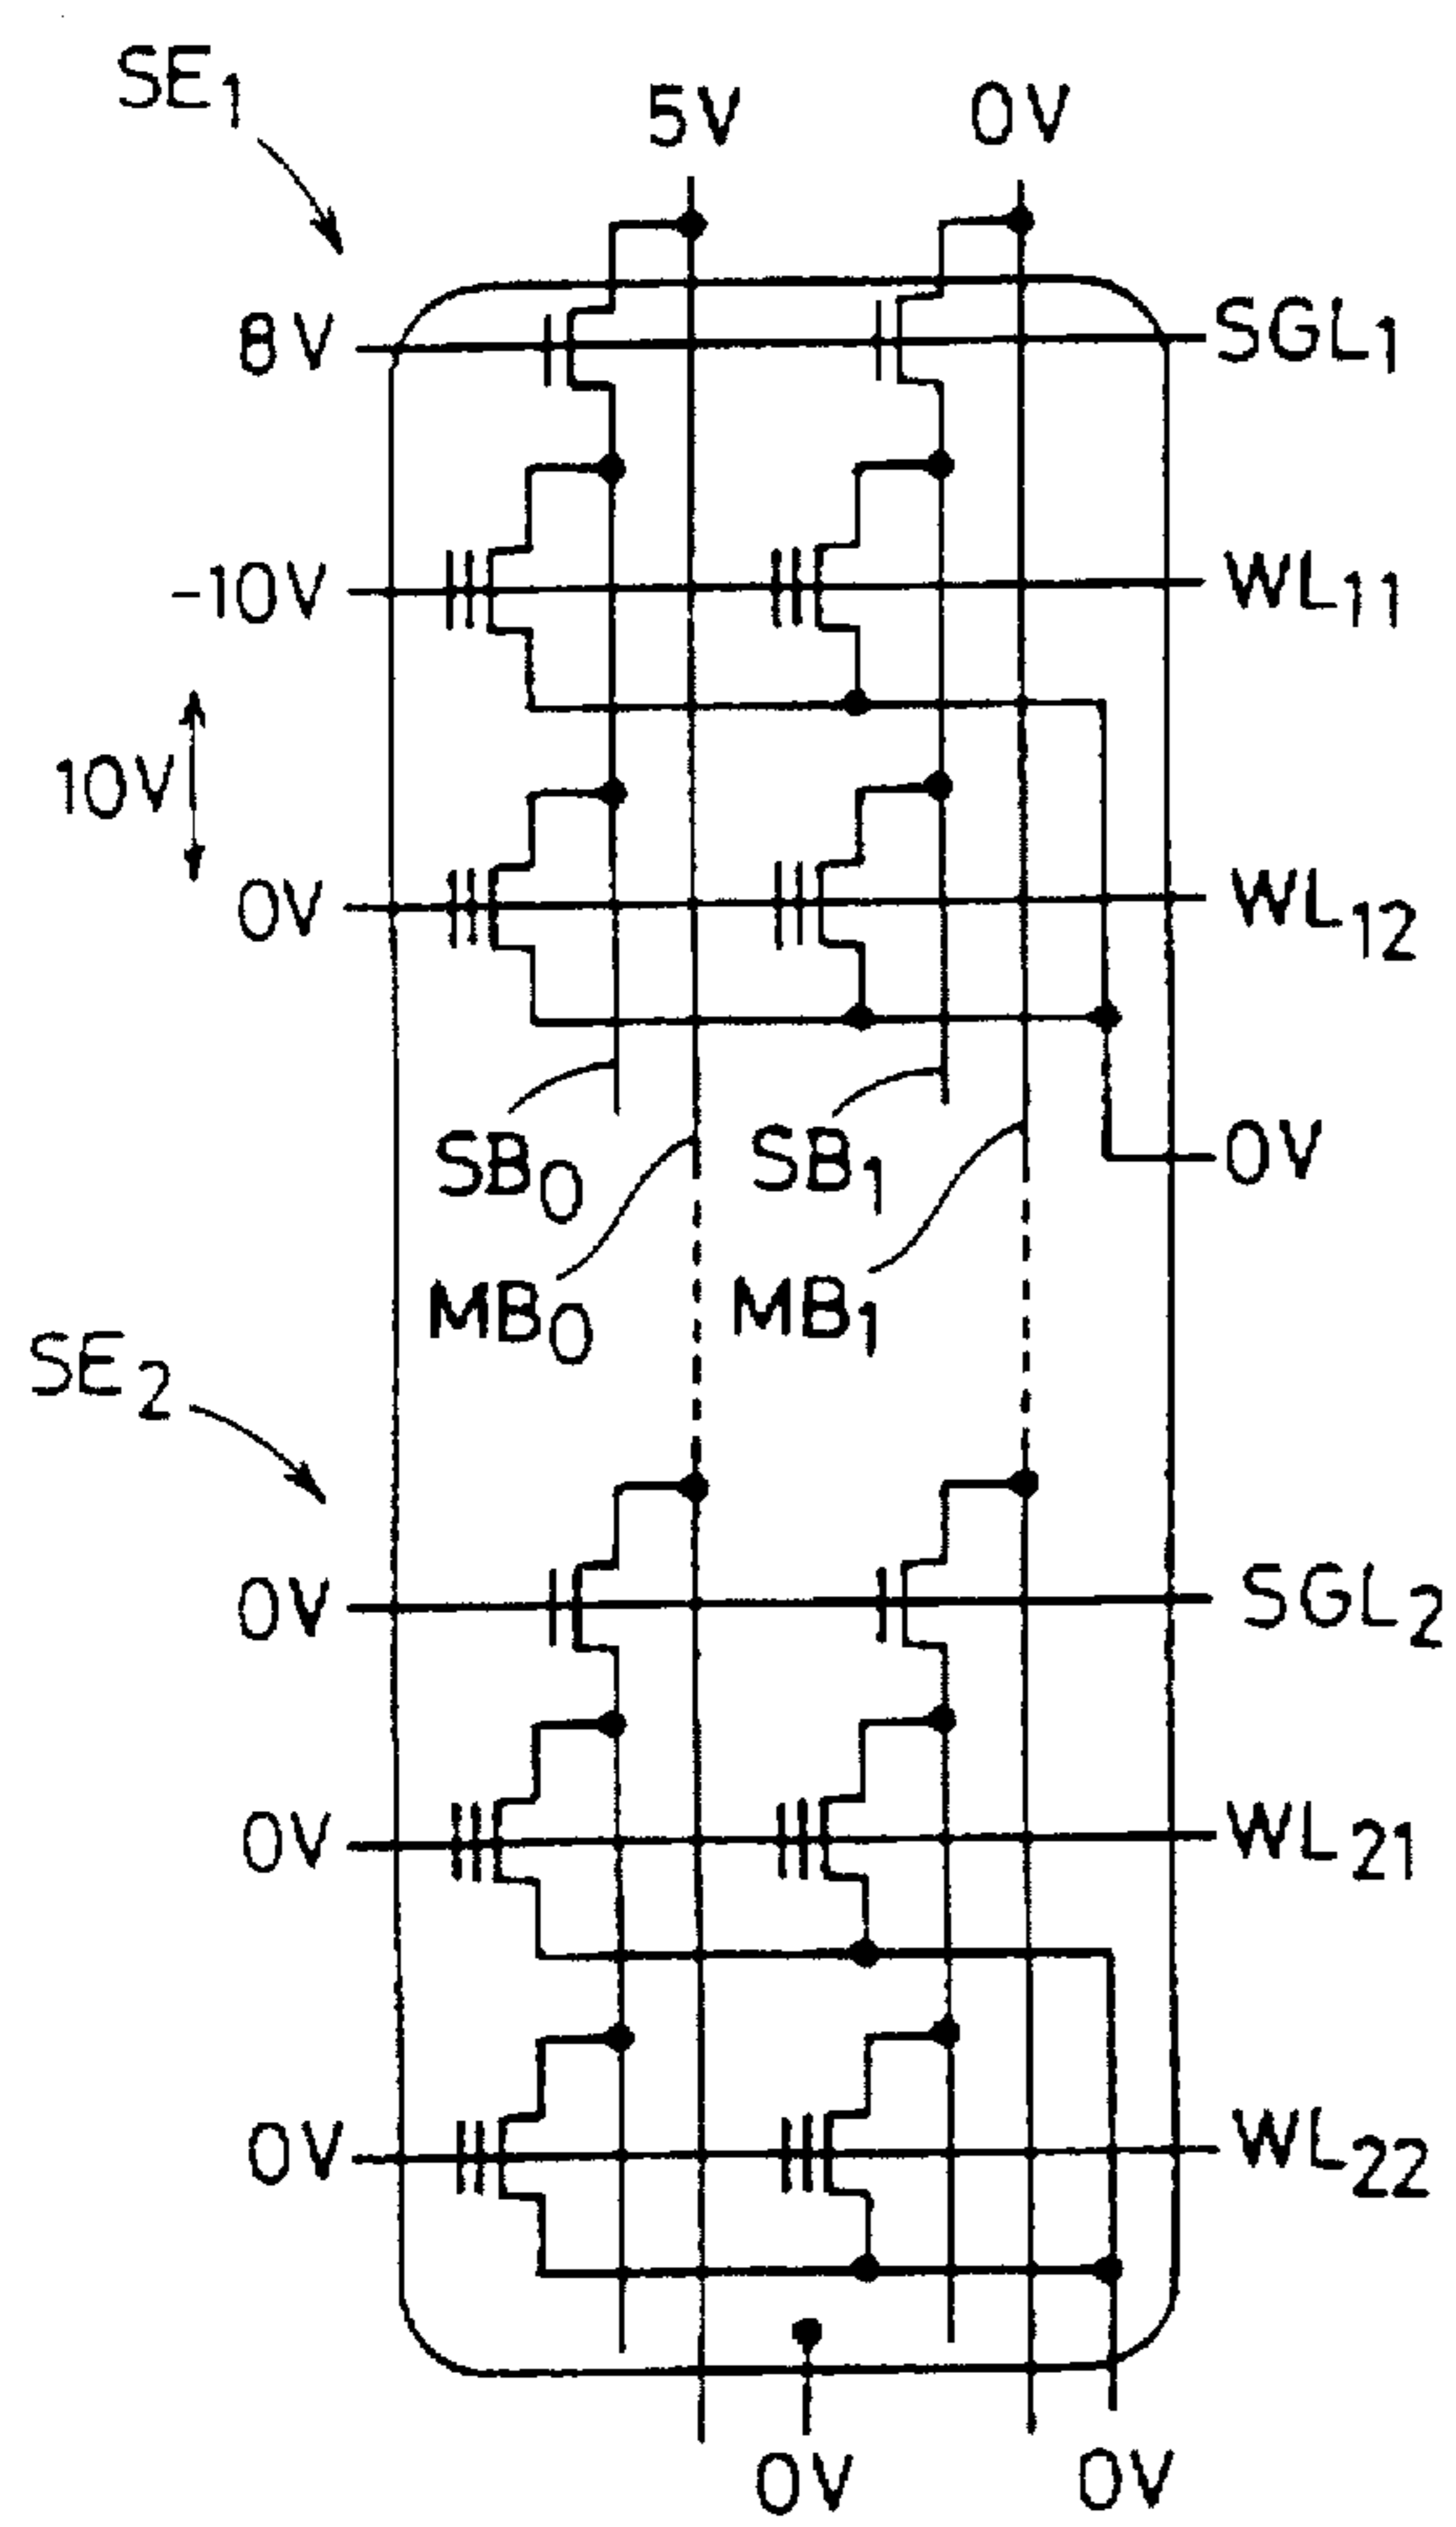 SE1
5V 0V
8V SGL1
-10V WL11
10V
0V WL12
SB0 SB1 0V
MB0 MB1
SE2
0V SGL2
0V WL21
0V WL22
0V 0V